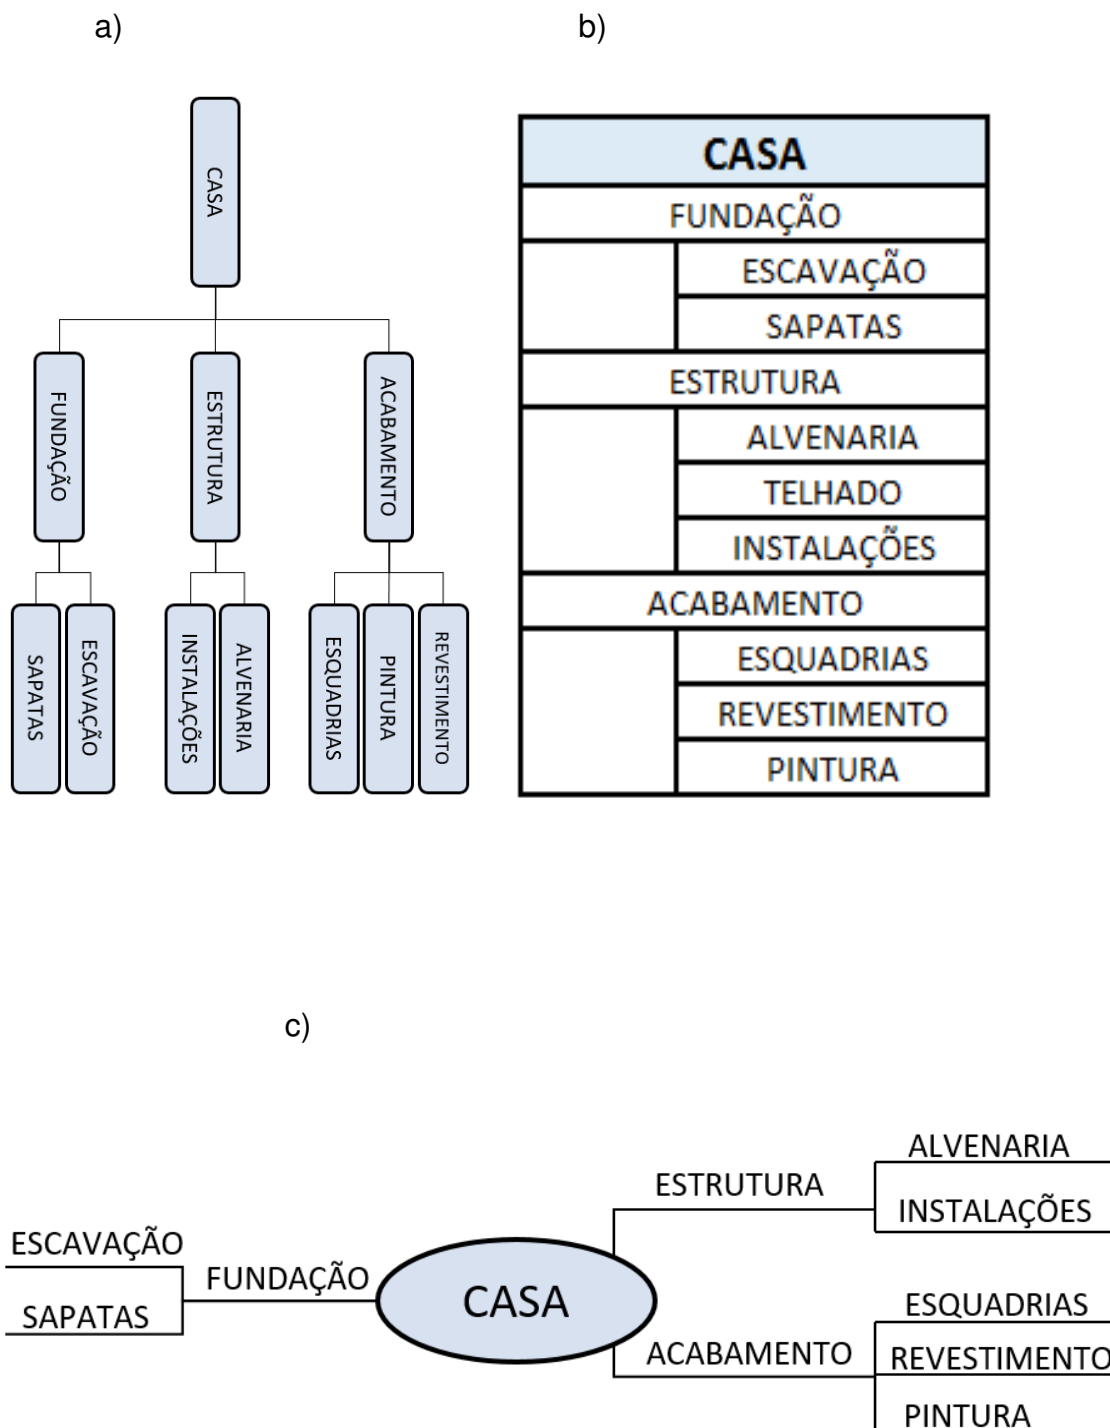 a)
b)
CASA
FUNDAÇÃO
ESTRUTURA
ACABAMENTO
SAPATAS
ESCAVAÇÃO
INSTALAÇÕES
ALVENARIA
ESQUADRIAS
PINTURA
REVESTIMENTO
CASA
FUNDAÇÃO
ESCAVAÇÃO
SAPATAS
ESTRUTURA
ALVENARIA
TELHADO
INSTALAÇÕES
ACABAMENTO
ESQUADRIAS
REVESTIMENTO
PINTURA
c)
ESCAVAÇÃO
SAPATAS
FUNDAÇÃO
CASA
ESTRUTURA
ALVENARIA
INSTALAÇÕES
ACABAMENTO
ESQUADRIAS
REVESTIMENTO
PINTURA